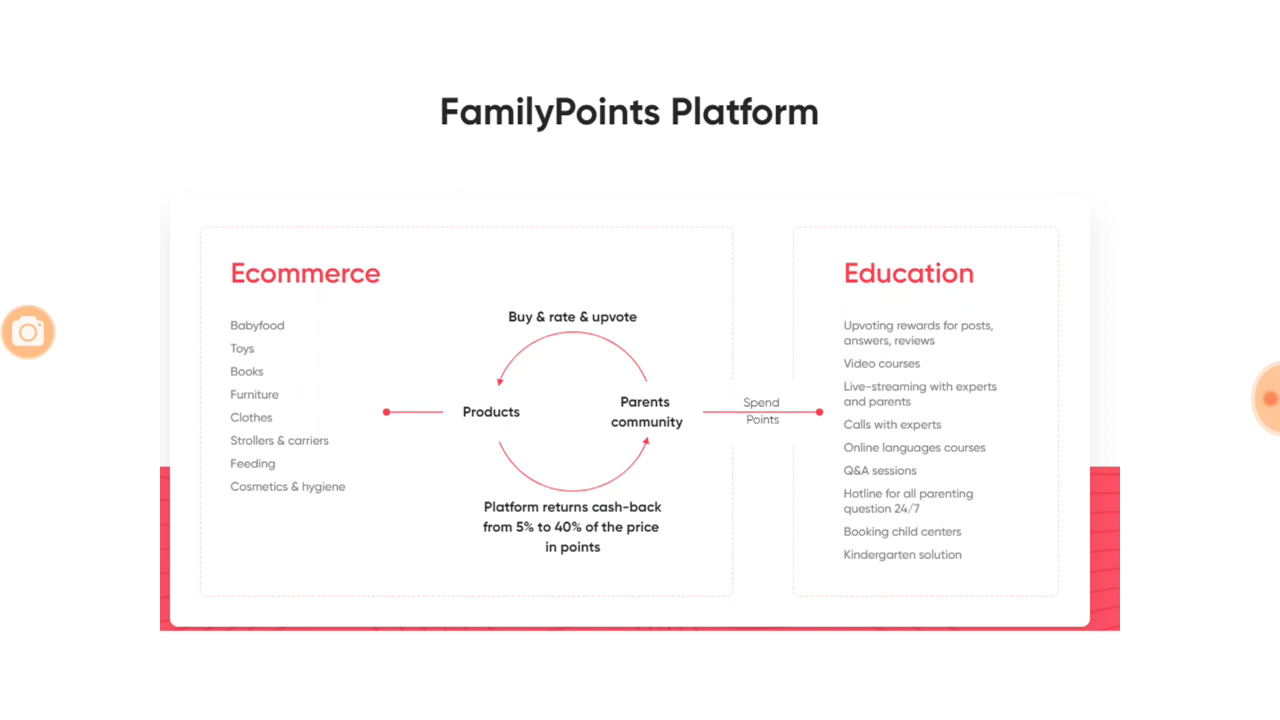 FamilyPoints Platform
Ecommerce
Babyfood
Toys
Books
Furniture
Clothes
Strollers & carriers
Feeding
Cosmetics & hygiene
Buy & rate & upvote
Products
Parents
community
Platform returns cash-back
from 5% to 40% of the price
in points
Spend
Points
Education
Upvoting rewards for posts,
answers, reviews
Video courses
Live-streaming with experts
and parents
Calls with experts
Online languages courses
Q&A sessions
Hotline for all parenting
question 24/7
Booking child centers
Kindergarten solution